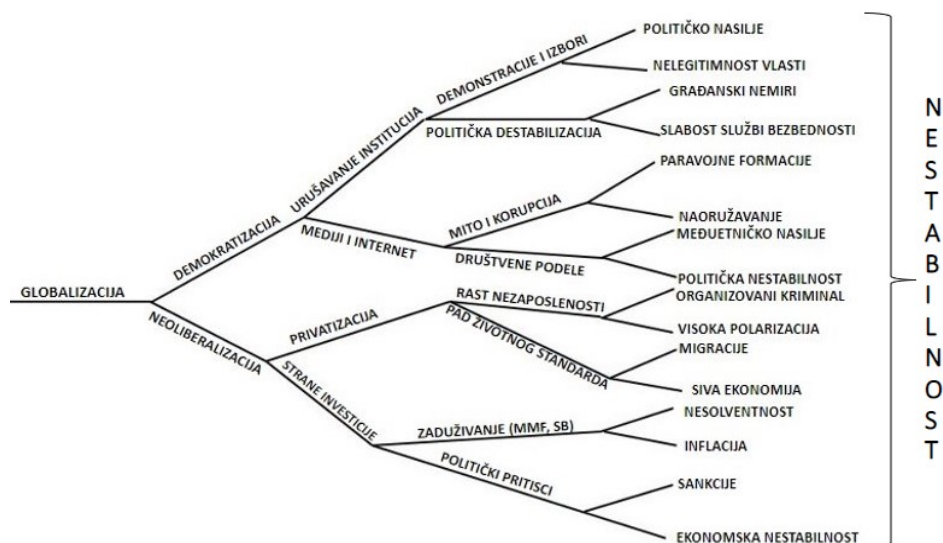 GLOBALIZACIJA
DEMOKRATIZACIJA
NEOLIBERALIZACIJA
URUŠAVANJE INSTITUCIJA
MEDIJI I INTERNET
PRIVATIZACIJA
STRANE INVESTICIJE
DEMONSTRACIJE I IZBORI
POLITIČKA DESTABILIZACIJA
MITO I KORUPCIJA
DRUŠTVENE PODELE
RAST NEZAPOSLENOSTI
PAD ŽIVOTNOG STANDARDA
ZADUŽIVANJE (MMF, SB)
POLITIČKI PRITISCI
POLITIČKO NASILJE
NELEGITIMNOST VLASTI
GRAĐANSKI NEMIRI
SLABOST SLUŽBI BEZBEDNOSTI
PARAVOJNE FORMACIJE
NAORUŽAVANJE
MEĐUETNIČKO NASILJE
POLITIČKA NESTABILNOST
ORGANIZOVANI KRIMINAL
VISOKA POLARIZACIJA
MIGRACIJE
SIVA EKONOMIJA
NESOLVENTNOST
INFLACIJA
SANKCIJE
EKONOMSKA NESTABILNOST
NESTABILNOST